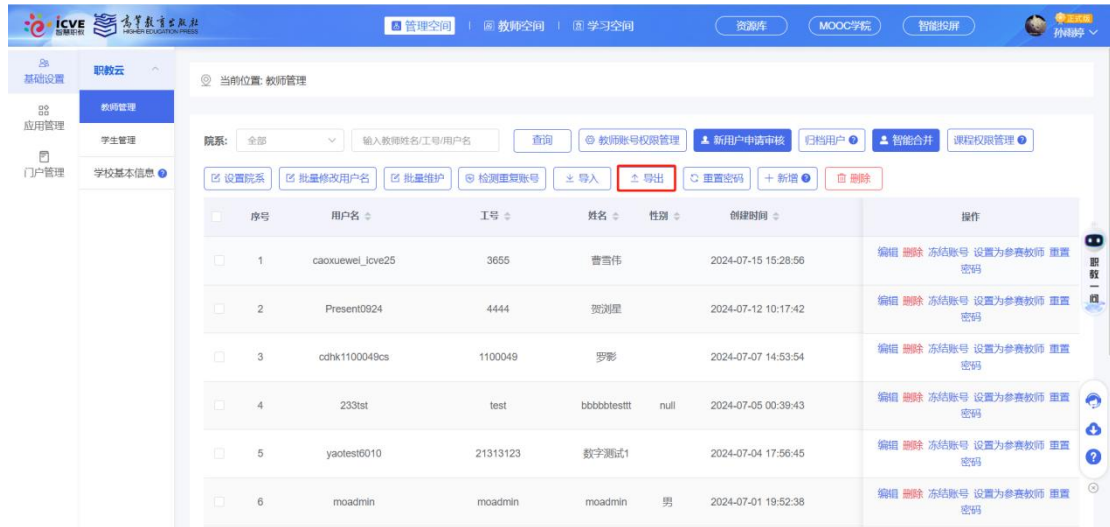 icve 智慧职教 高等教育出版社 HIGHER EDUCATION PRESS 管理空间 教师空间 学习空间 资源库 MOOC学院 智能投屏 正式版
基础设置 职教云 当前位置: 教师管理
应用管理 教师管理
门户管理 学生管理
学校基本信息
院系: 全部 输入教师姓名/工号/用户名 查询 教师账号权限管理 新用户申请审核 归档用户 智能合并 课程权限管理
设置院系 批量修改用户名 批量维护 检测重复账号 导入 导出 重置密码 + 新增 删除
序号 用户名 工号 姓名 性别 创建时间 操作
1 caoxuewei_icve25 3655 曹雪伟 2024-07-15 15:28:56 编辑 删除 冻结账号 设置为参赛教师 重置
密码
2 Present0924 4444 贺浏星 2024-07-12 10:17:42 编辑 删除 冻结账号 设置为参赛教师 重置
密码
3 cdhk1100049cs 1100049 罗影 2024-07-07 14:53:54 编辑 删除 冻结账号 设置为参赛教师 重置
密码
4 233tst test bbbbbtesttt null 2024-07-05 00:39:43 编辑 删除 冻结账号 设置为参赛教师 重置
密码
5 yaotest6010 21313123 数字测试1 2024-07-04 17:56:45 编辑 删除 冻结账号 设置为参赛教师 重置
密码
6 moadmin moadmin moadmin 男 2024-07-01 19:52:38 编辑 删除 冻结账号 设置为参赛教师 重置
密码
职教一问